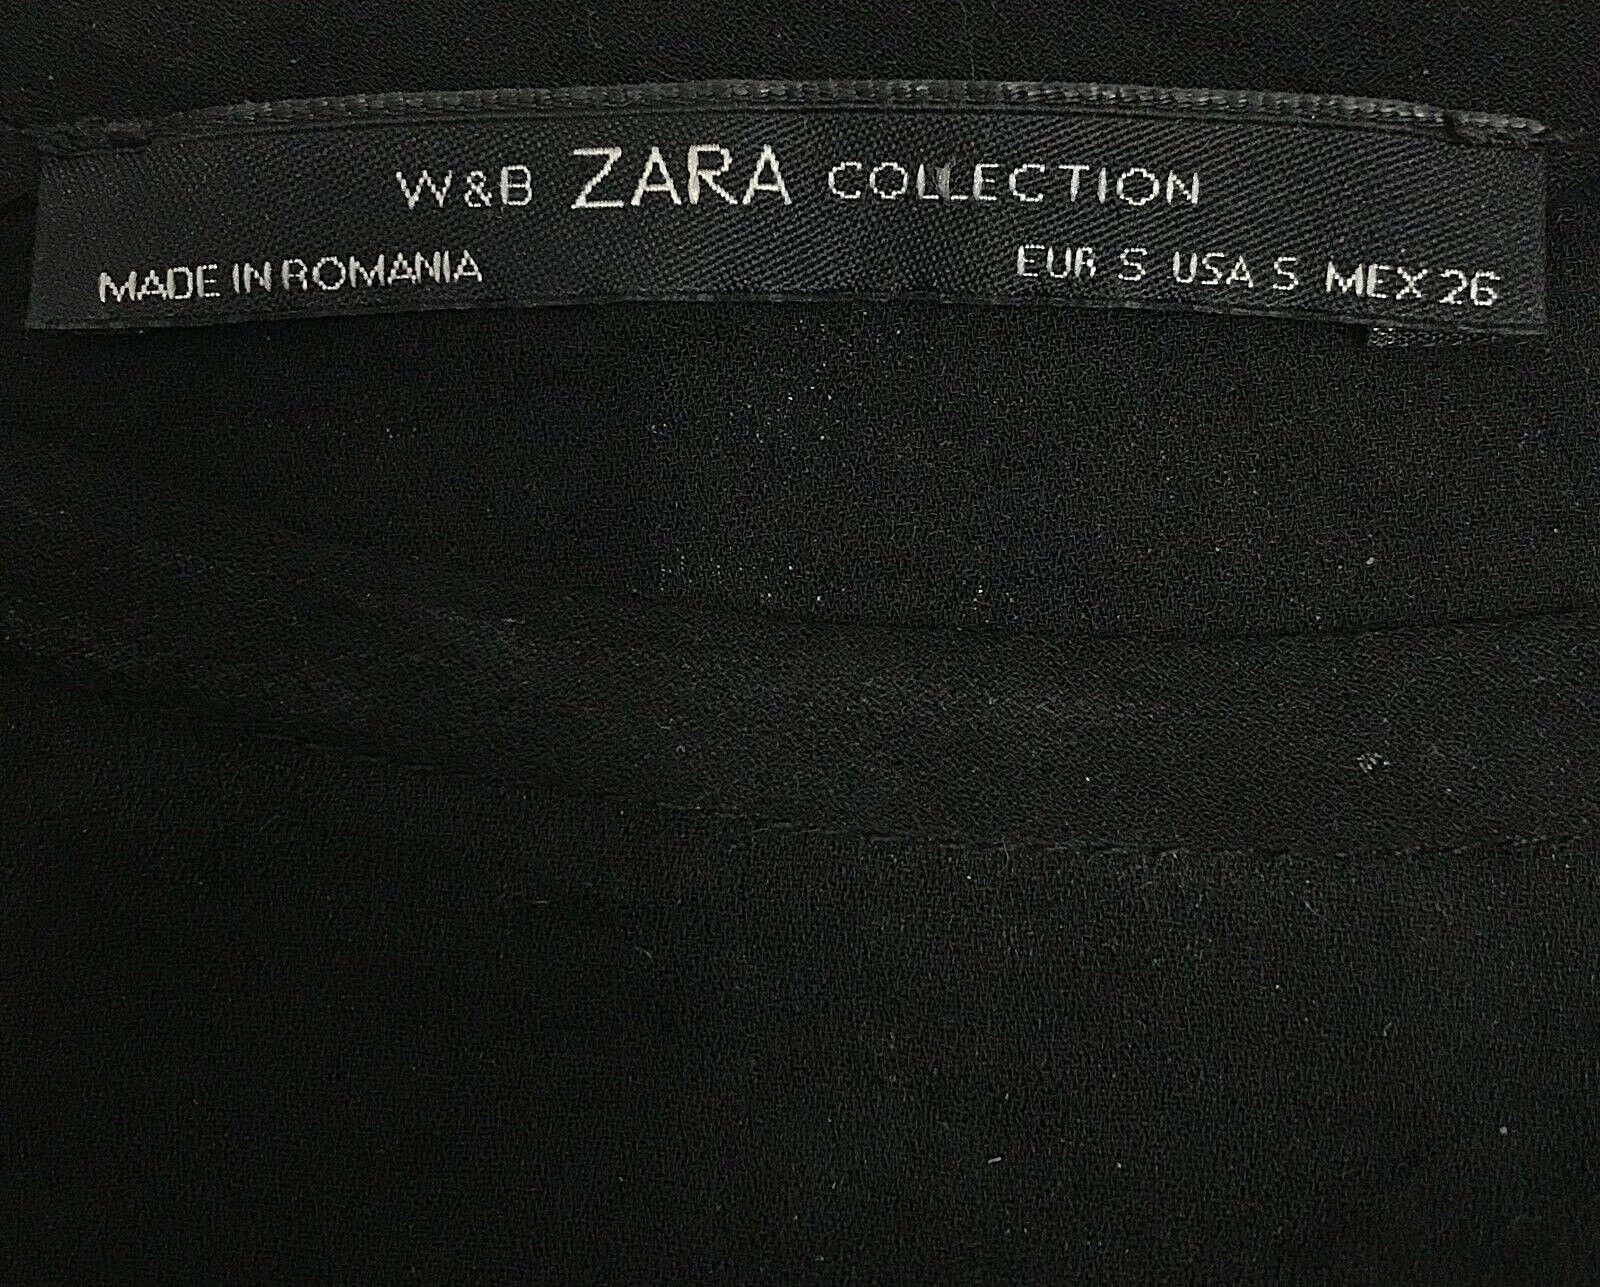 W&B ZARA COLLECTION
MADE IN ROMANIA EUR S USA S MEX 26